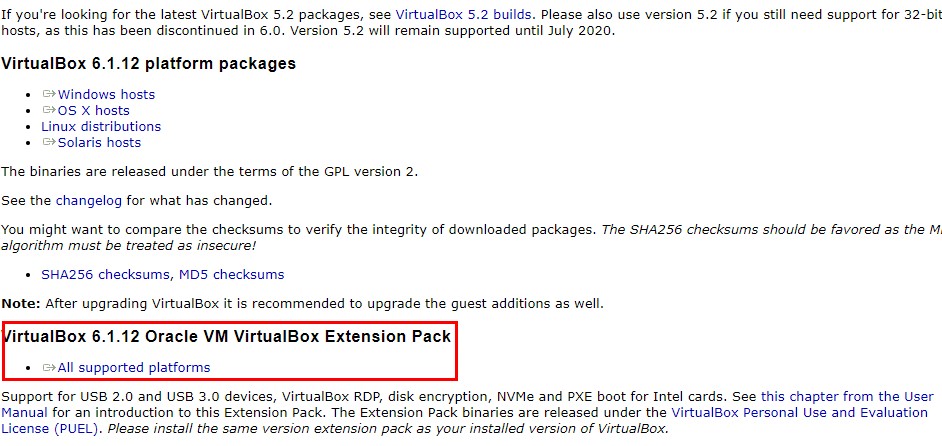 If you're looking for the latest VirtualBox 5.2 packages, see VirtualBox 5.2 builds. Please also use version 5.2 if you still need support for 32-bit
hosts, as this has been discontinued in 6.0. Version 5.2 will remain supported until July 2020.
VirtualBox 6.1.12 platform packages
Windows hosts
OS X hosts
Linux distributions
Solaris hosts
The binaries are released under the terms of the GPL version 2.
See the changelog for what has changed.
You might want to compare the checksums to verify the integrity of downloaded packages. The SHA256 checksums should be favored as the
algorithm must be treated as insecure!
SHA256 checksums, MD5 checksums
Note: After upgrading VirtualBox it is recommended to upgrade the guest additions as well.
VirtualBox 6.1.12 Oracle VM VirtualBox Extension Pack
All supported platforms
Support for USB 2.0 and USB 3.0 devices, VirtualBox RDP, disk encryption, NVMe and PXE boot for Intel cards. See this chapter from the User
Manual for an introduction to this Extension Pack. The Extension Pack binaries are released under the VirtualBox Personal Use and Evaluation
License (PUEL). Please install the same version extension pack as your installed version of VirtualBox.